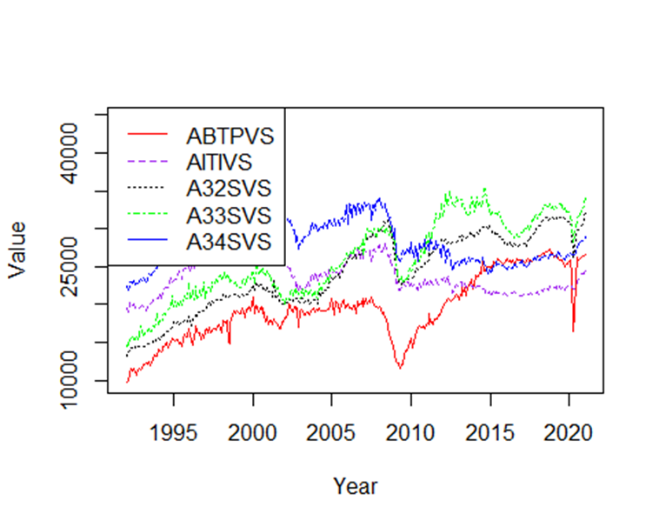 ABTPVS
AITIVS
A32SVS
A33SVS
A34SVS
Value
10000
25000
40000
1995
2000
2005
2010
2015
2020
Year